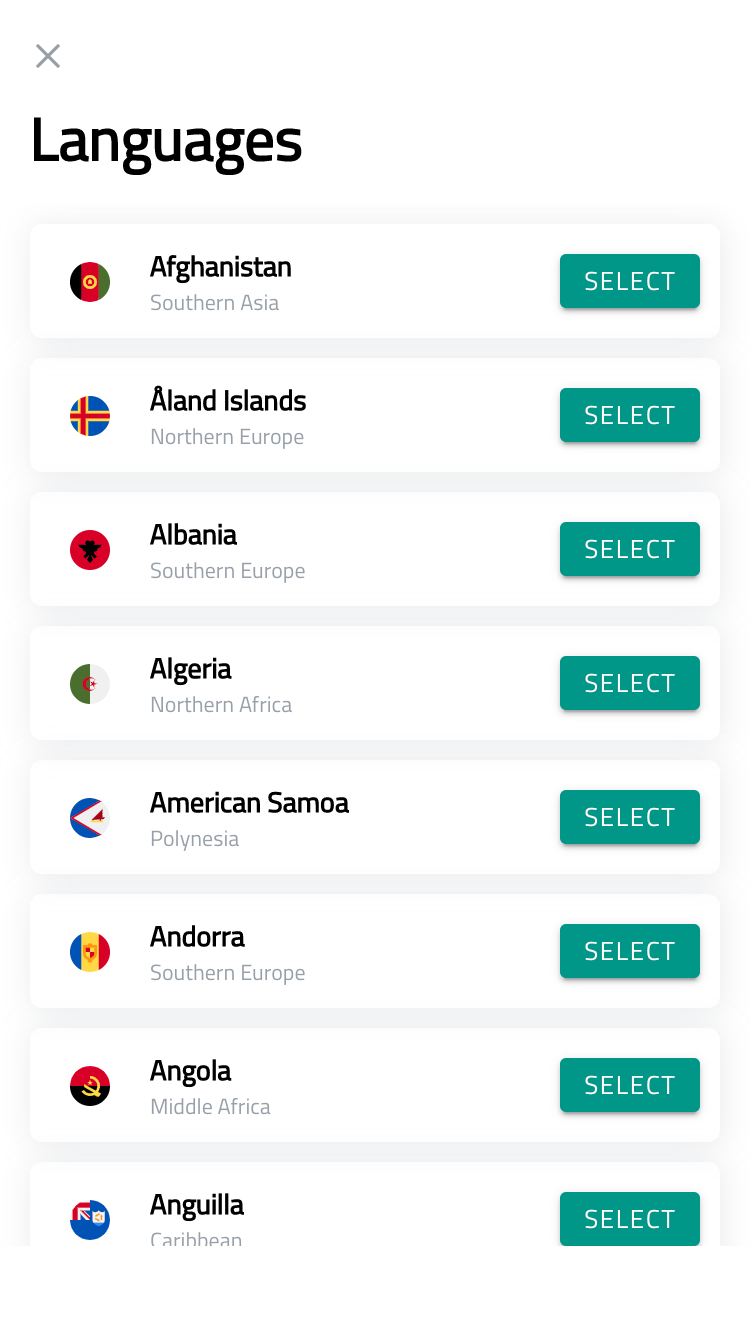 Languages
Afghanistan
Southern Asia
SELECT
Åland Islands
Northern Europe
SELECT
Albania
Southern Europe
SELECT
Algeria
Northern Africa
SELECT
American Samoa
Polynesia
SELECT
Andorra
Southern Europe
SELECT
Angola
Middle Africa
SELECT
Anguilla
Caribbean
SELECT